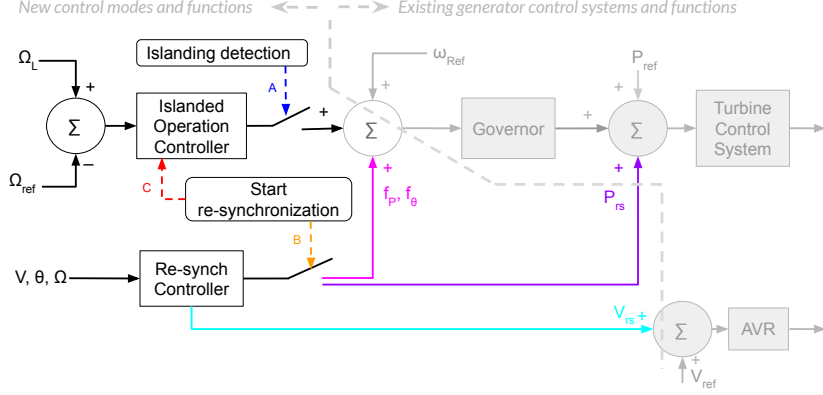 New control modes and functions
Existing generator control systems and functions
Islanding detection
Ω_L
ω_Ref
P_ref
+
A
+
+
Σ
Islanded
Operation
Controller
+
Σ
Governor
+
Σ
Turbine
Control
System
−
Ω_ref
C
Start
re-synchronization
+
f_P, f_θ
+
P_rs
B
V, θ, Ω
Re-synch
Controller
V_rs
+
Σ
AVR
+
V_ref